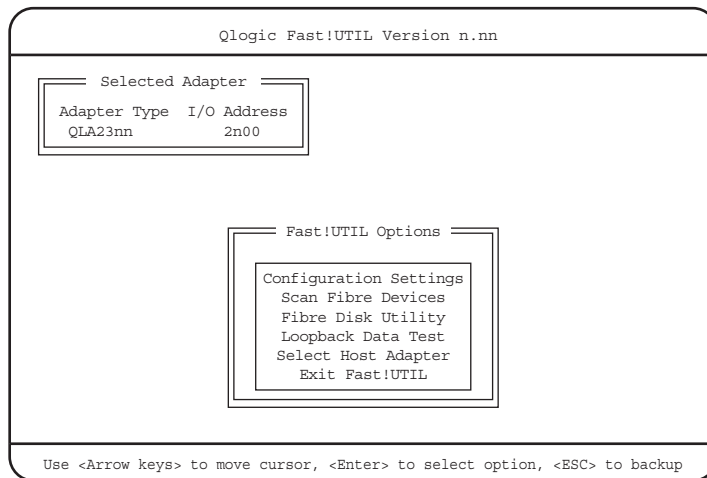 Qlogic Fast!UTIL Version n.nn
Selected Adapter
Adapter Type I/O Address
QLA23nn 2n00
Fast!UTIL Options
Configuration Settings
Scan Fibre Devices
Fibre Disk Utility
Loopback Data Test
Select Host Adapter
Exit Fast!UTIL
Use <Arrow keys> to move cursor, <Enter> to select option, <ESC> to backup